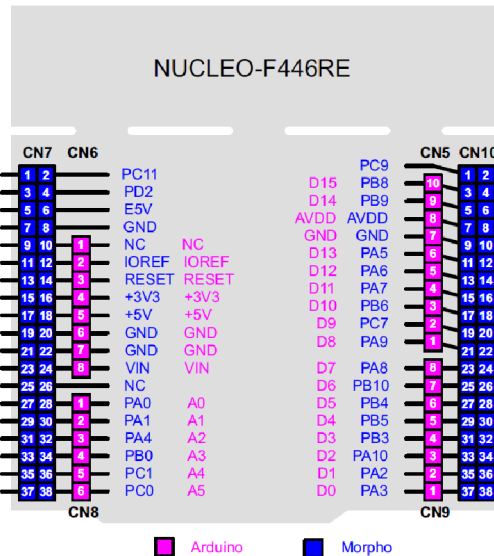 NUCLEO-F446RE
CN7 CN6 CN5 CN10
PC9
1 2 PC11 1 2
3 4 PD2 D15 PB8 10 3 4
5 6 E5V D14 PB9 9 5 6
7 8 GND AVDD AVDD 8 7 8
9 10 1 NC NC GND GND 7 9 10
11 12 2 IOREF IOREF D13 PA5 6 11 12
13 14 3 RESET RESET D12 PA6 5 13 14
15 16 4 +3V3 +3V3 D11 PA7 4 15 16
17 18 5 +5V +5V D10 PB6 3 17 18
19 20 6 GND GND D9 PC7 2 19 20
21 22 7 GND GND D8 PA9 1 21 22
23 24 8 VIN VIN D7 PA8 8 23 24
25 26 NC D6 PB10 7 25 26
27 28 1 PA0 A0 D5 PB4 6 27 28
29 30 2 PA1 A1 D4 PB5 5 29 30
31 32 3 PA4 A2 D3 PB3 4 31 32
33 34 4 PB0 A3 D2 PA10 3 33 34
35 36 5 PC1 A4 D1 PA2 2 35 36
37 38 6 PC0 A5 D0 PA3 1 37 38
CN8 CN9
Arduino Morpho